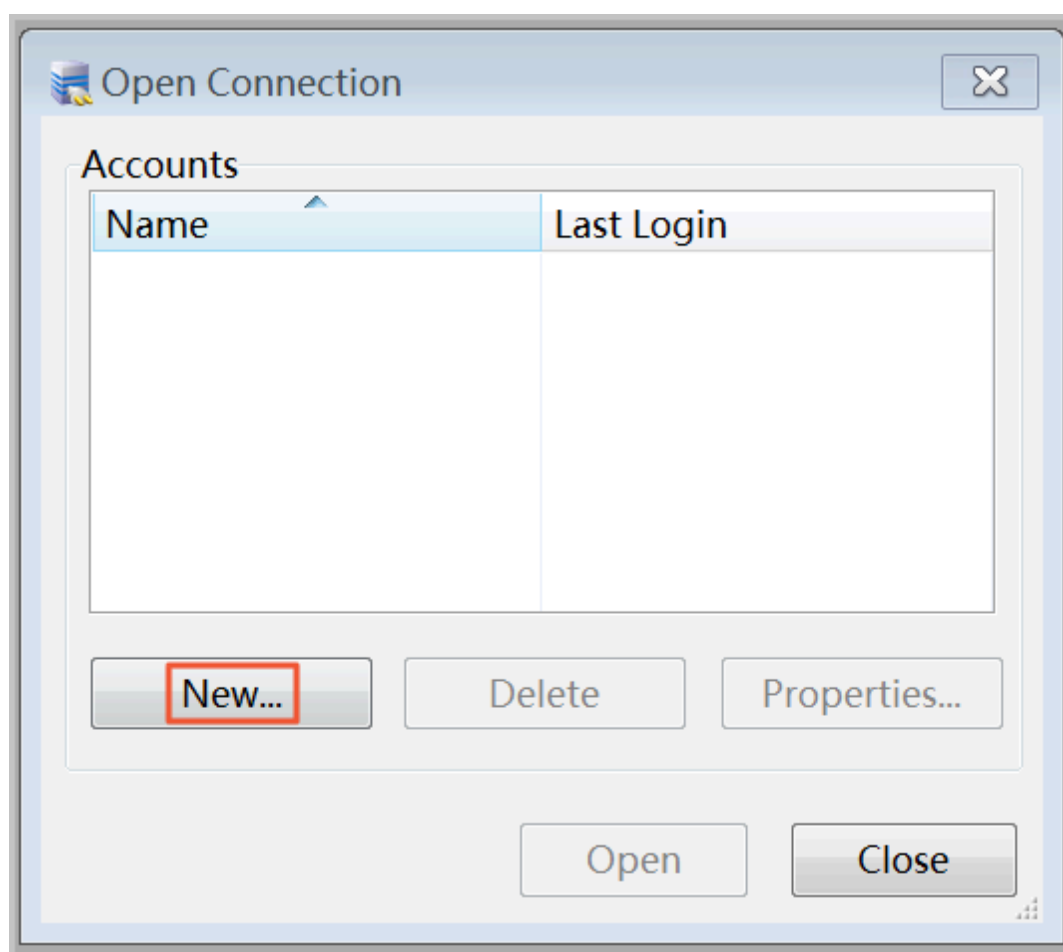 Open Connection
Accounts
Name Last Login
New... Delete Properties...
Open Close